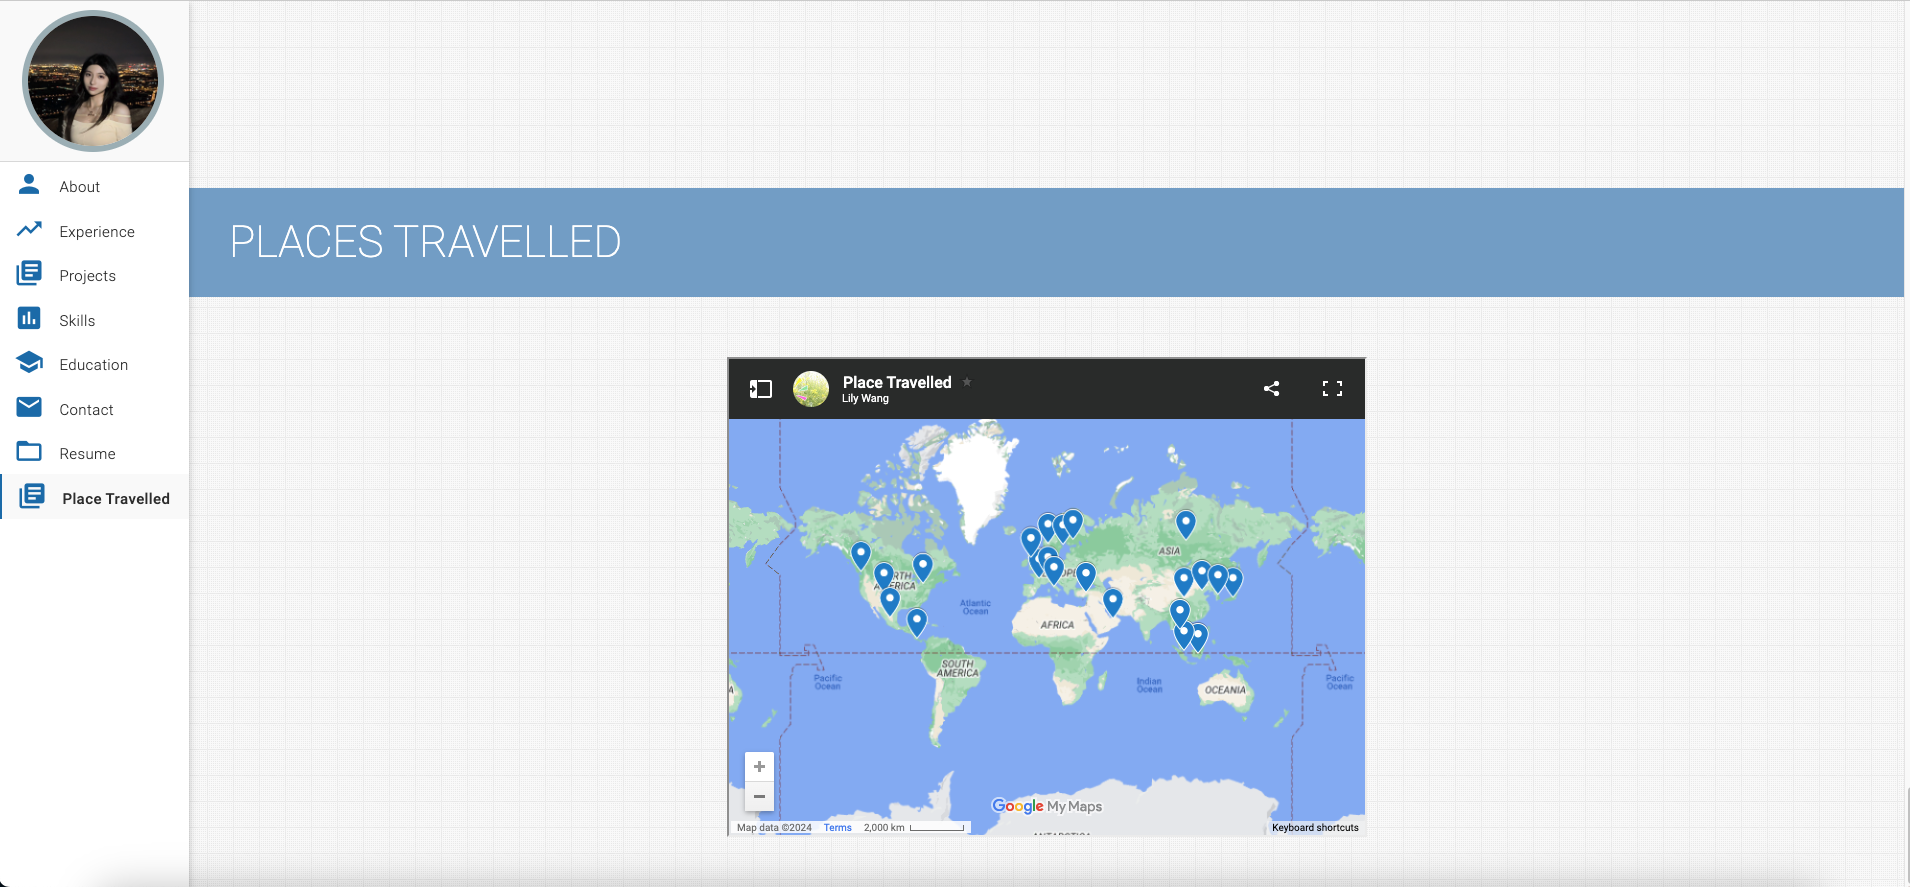 About
Experience
Projects
Skills
Education
Contact
Resume
Place Travelled
PLACES TRAVELLED
Place Travelled
Lily Wang
ASIA
NORTH
AMERICA
Atlantic
Ocean
AFRICA
SOUTH
AMERICA
Pacific
Ocean
Indian
Ocean
OCEANIA
Pacific
Ocean
Google My Maps
Map data ©2024 Terms 2,000 km
Keyboard shortcuts